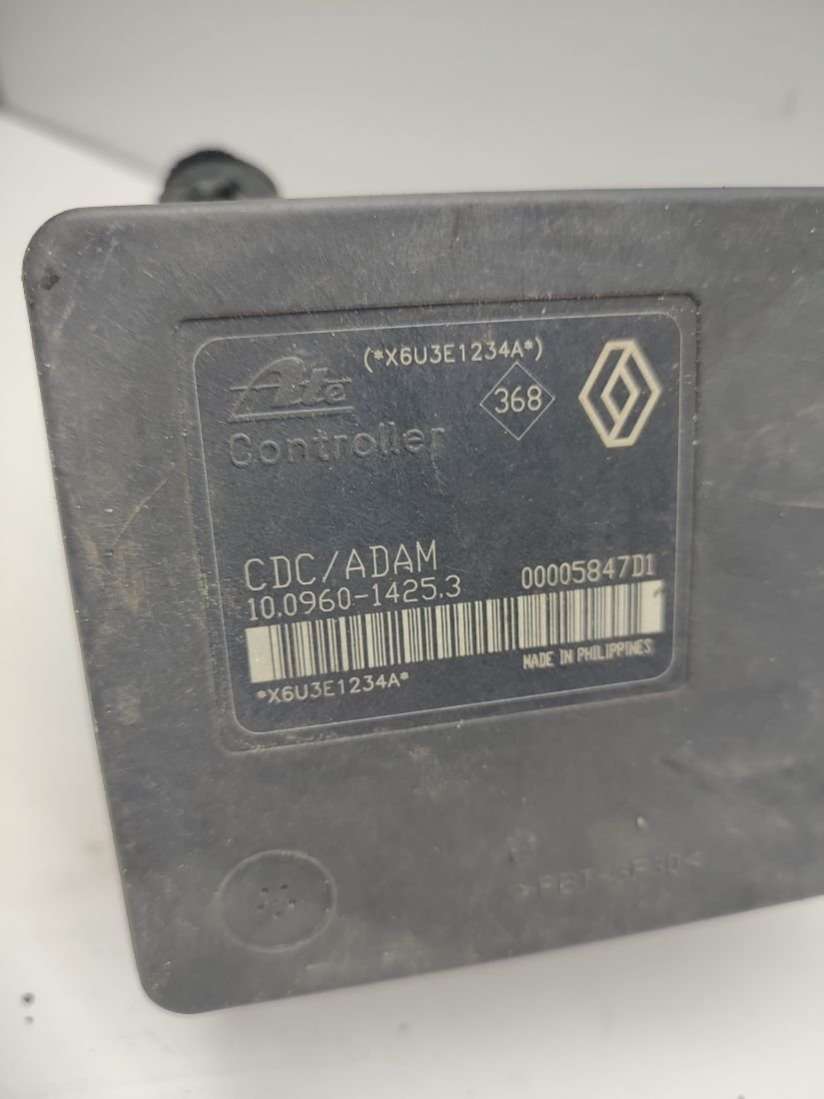 (*X6U3E1234A*)
Ate
368
Controller
CDC/ADAM
10.0960-1425.3
00005847D1
MADE IN PHILIPPINES
*X6U3E1234A*